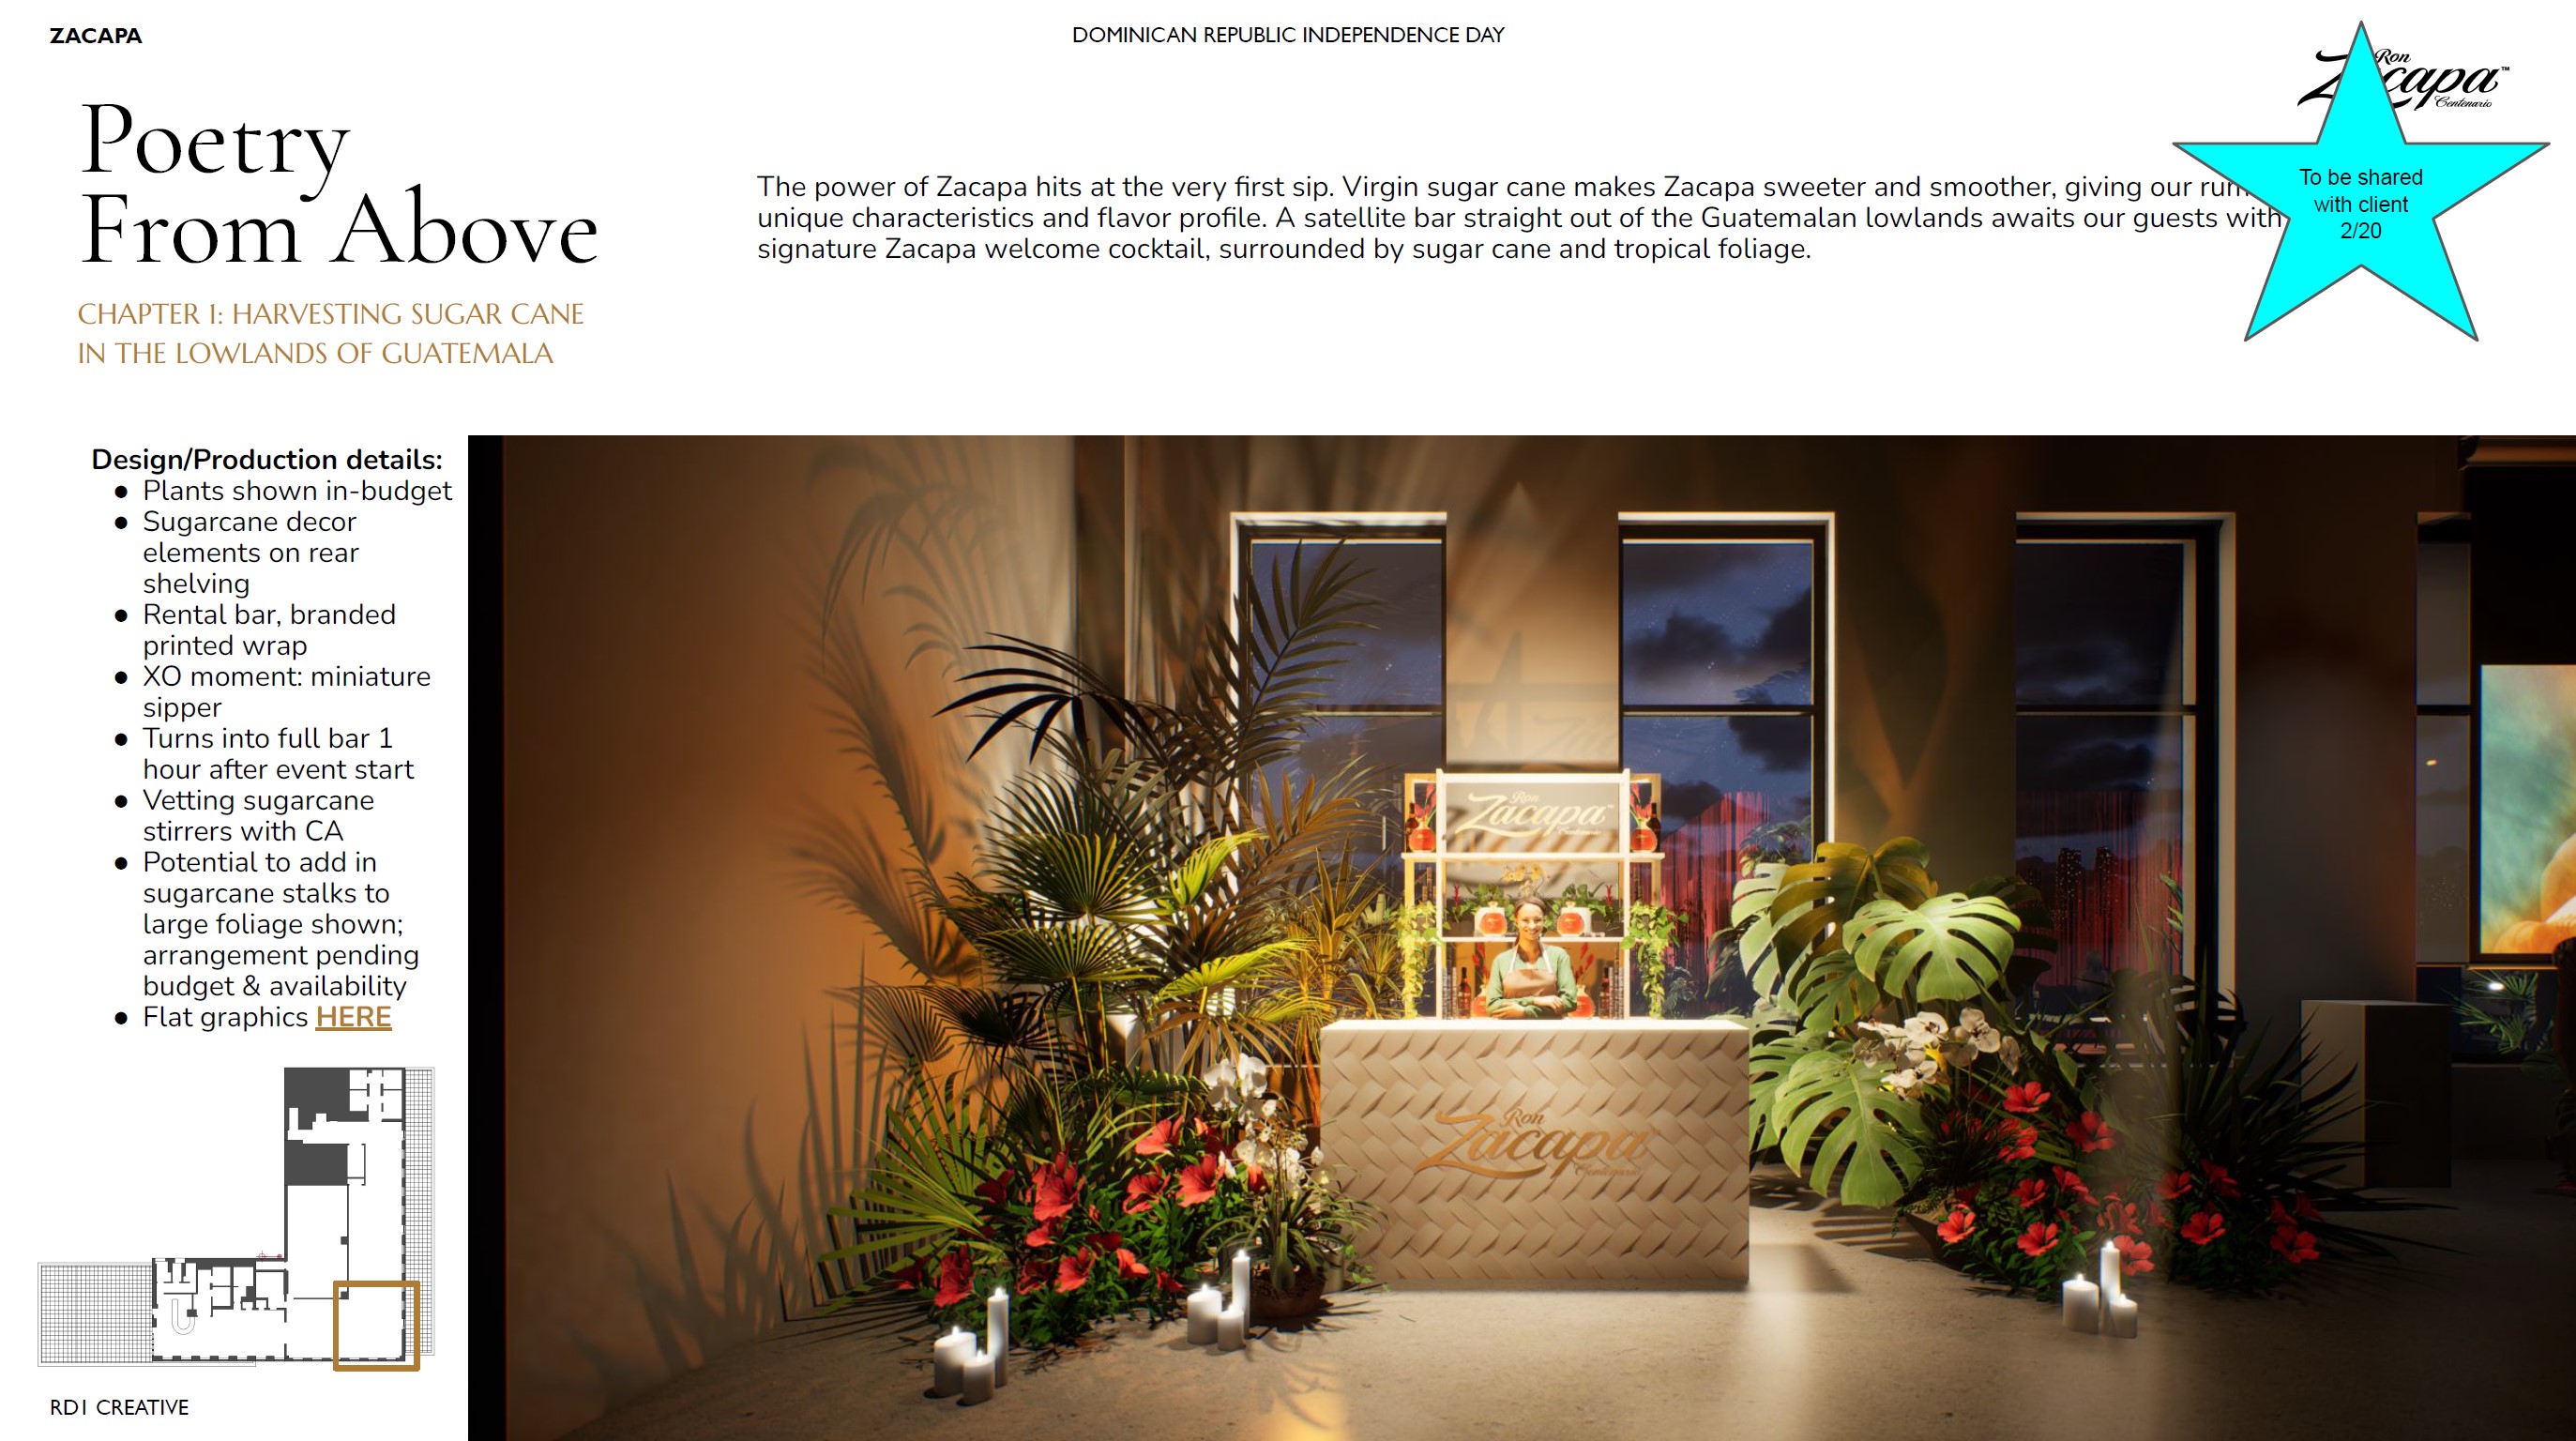 ZACAPA
DOMINICAN REPUBLIC INDEPENDENCE DAY
Ron
Zacapa™
Centenario
Poetry
From Above
CHAPTER 1: HARVESTING SUGAR CANE
IN THE LOWLANDS OF GUATEMALA
The power of Zacapa hits at the very first sip. Virgin sugar cane makes Zacapa sweeter and smoother, giving our rum
unique characteristics and flavor profile. A satellite bar straight out of the Guatemalan lowlands awaits our guests with
signature Zacapa welcome cocktail, surrounded by sugar cane and tropical foliage.
To be shared
with client
2/20
Design/Production details:
● Plants shown in-budget
● Sugarcane decor
elements on rear
shelving
● Rental bar, branded
printed wrap
● XO moment: miniature
sipper
● Turns into full bar 1
hour after event start
● Vetting sugarcane
stirrers with CA
● Potential to add in
sugarcane stalks to
large foliage shown;
arrangement pending
budget & availability
● Flat graphics HERE
Ron
Zacapa™
Centenario
Ron
Zacapa
Centenario
RD1 CREATIVE